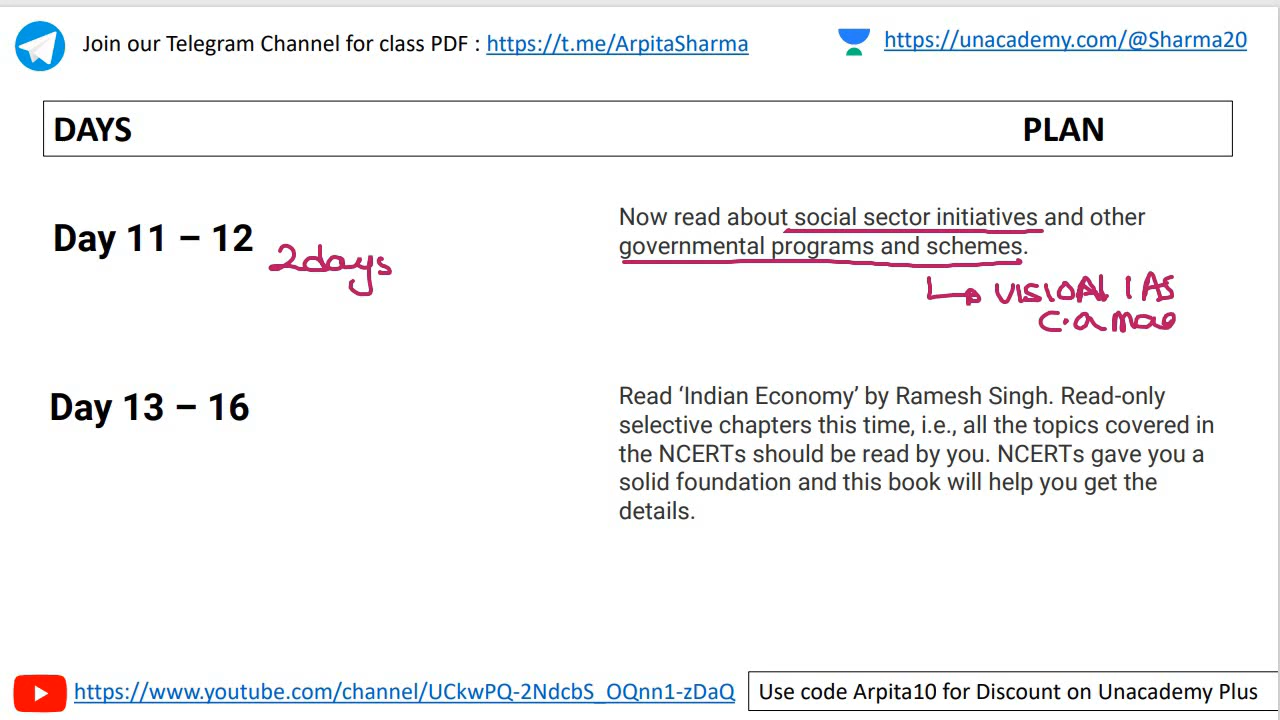 Join our Telegram Channel for class PDF : https://t.me/ArpitaSharma
https://unacademy.com/@Sharma20
DAYS PLAN
Day 11 – 12
2days
Now read about social sector initiatives and other
governmental programs and schemes.
VISION IAS
C.a mag
Day 13 – 16
Read ‘Indian Economy’ by Ramesh Singh. Read-only
selective chapters this time, i.e., all the topics covered in
the NCERTs should be read by you. NCERTs gave you a
solid foundation and this book will help you get the
details.
https://www.youtube.com/channel/UCkwPQ-2NdcbS_OQnn1-zDaQ
Use code Arpita10 for Discount on Unacademy Plus